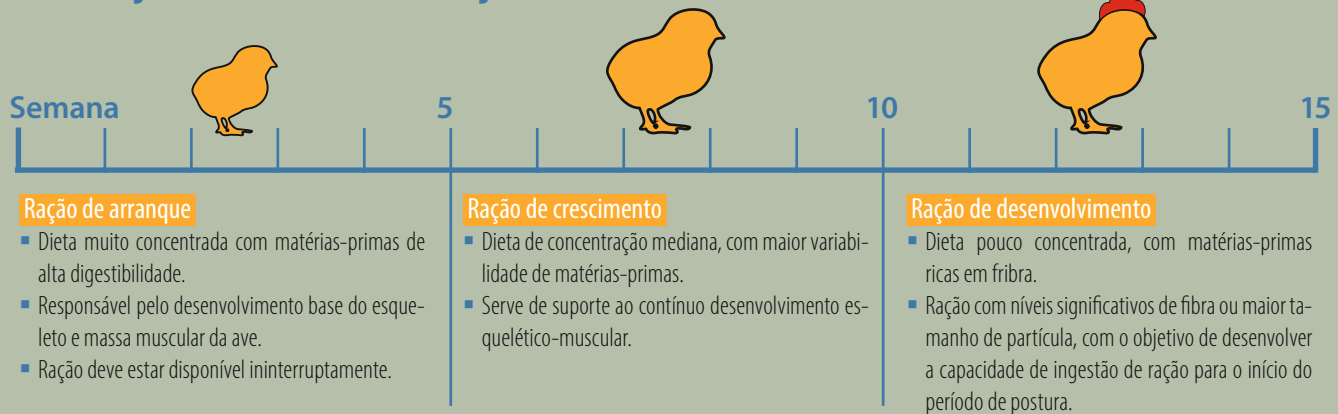 Semana 5 10 15
Ração de arranque
▪ Dieta muito concentrada com matérias-primas de
alta digestibilidade.
▪ Responsável pelo desenvolvimento base do esque-
leto e massa muscular da ave.
▪ Ração deve estar disponível ininterruptamente.
Ração de crescimento
▪ Dieta de concentração mediana, com maior variabi-
lidade de matérias-primas.
▪ Serve de suporte ao contínuo desenvolvimento es-
quelético-muscular.
Ração de desenvolvimento
▪ Dieta pouco concentrada, com matérias-primas
ricas em fribra.
▪ Ração com níveis significativos de fibra ou maior ta-
manho de partícula, com o objetivo de desenvolver
a capacidade de ingestão de ração para o início do
período de postura.